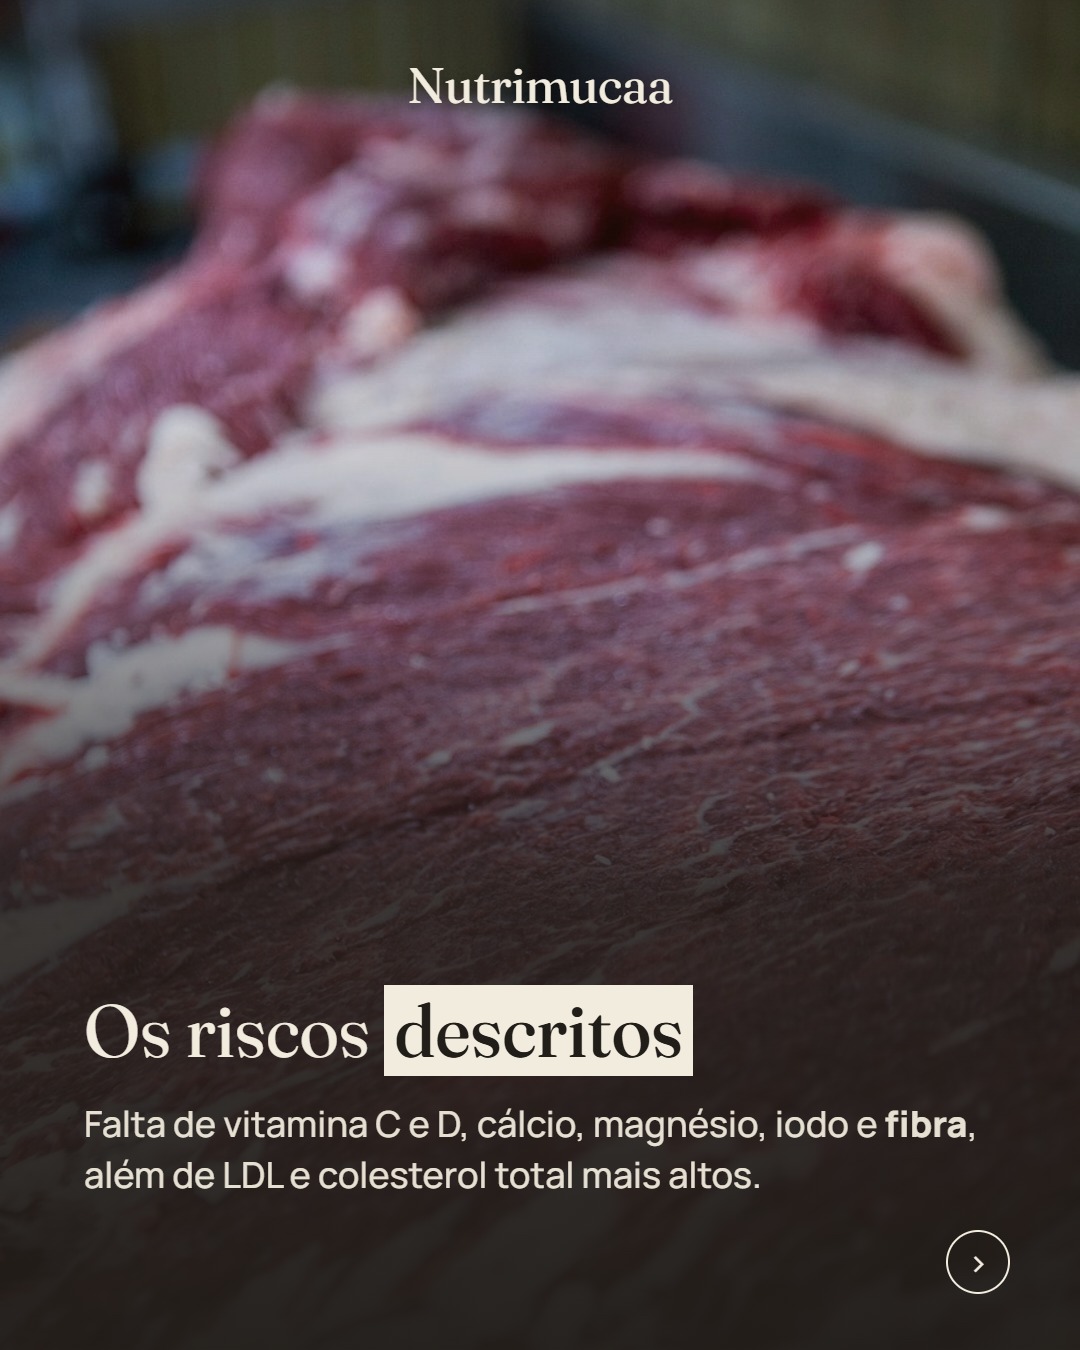 Nutrimucaa
Os riscos descritos
Falta de vitamina C e D, cálcio, magnésio, iodo e fibra,
além de LDL e colesterol total mais altos.